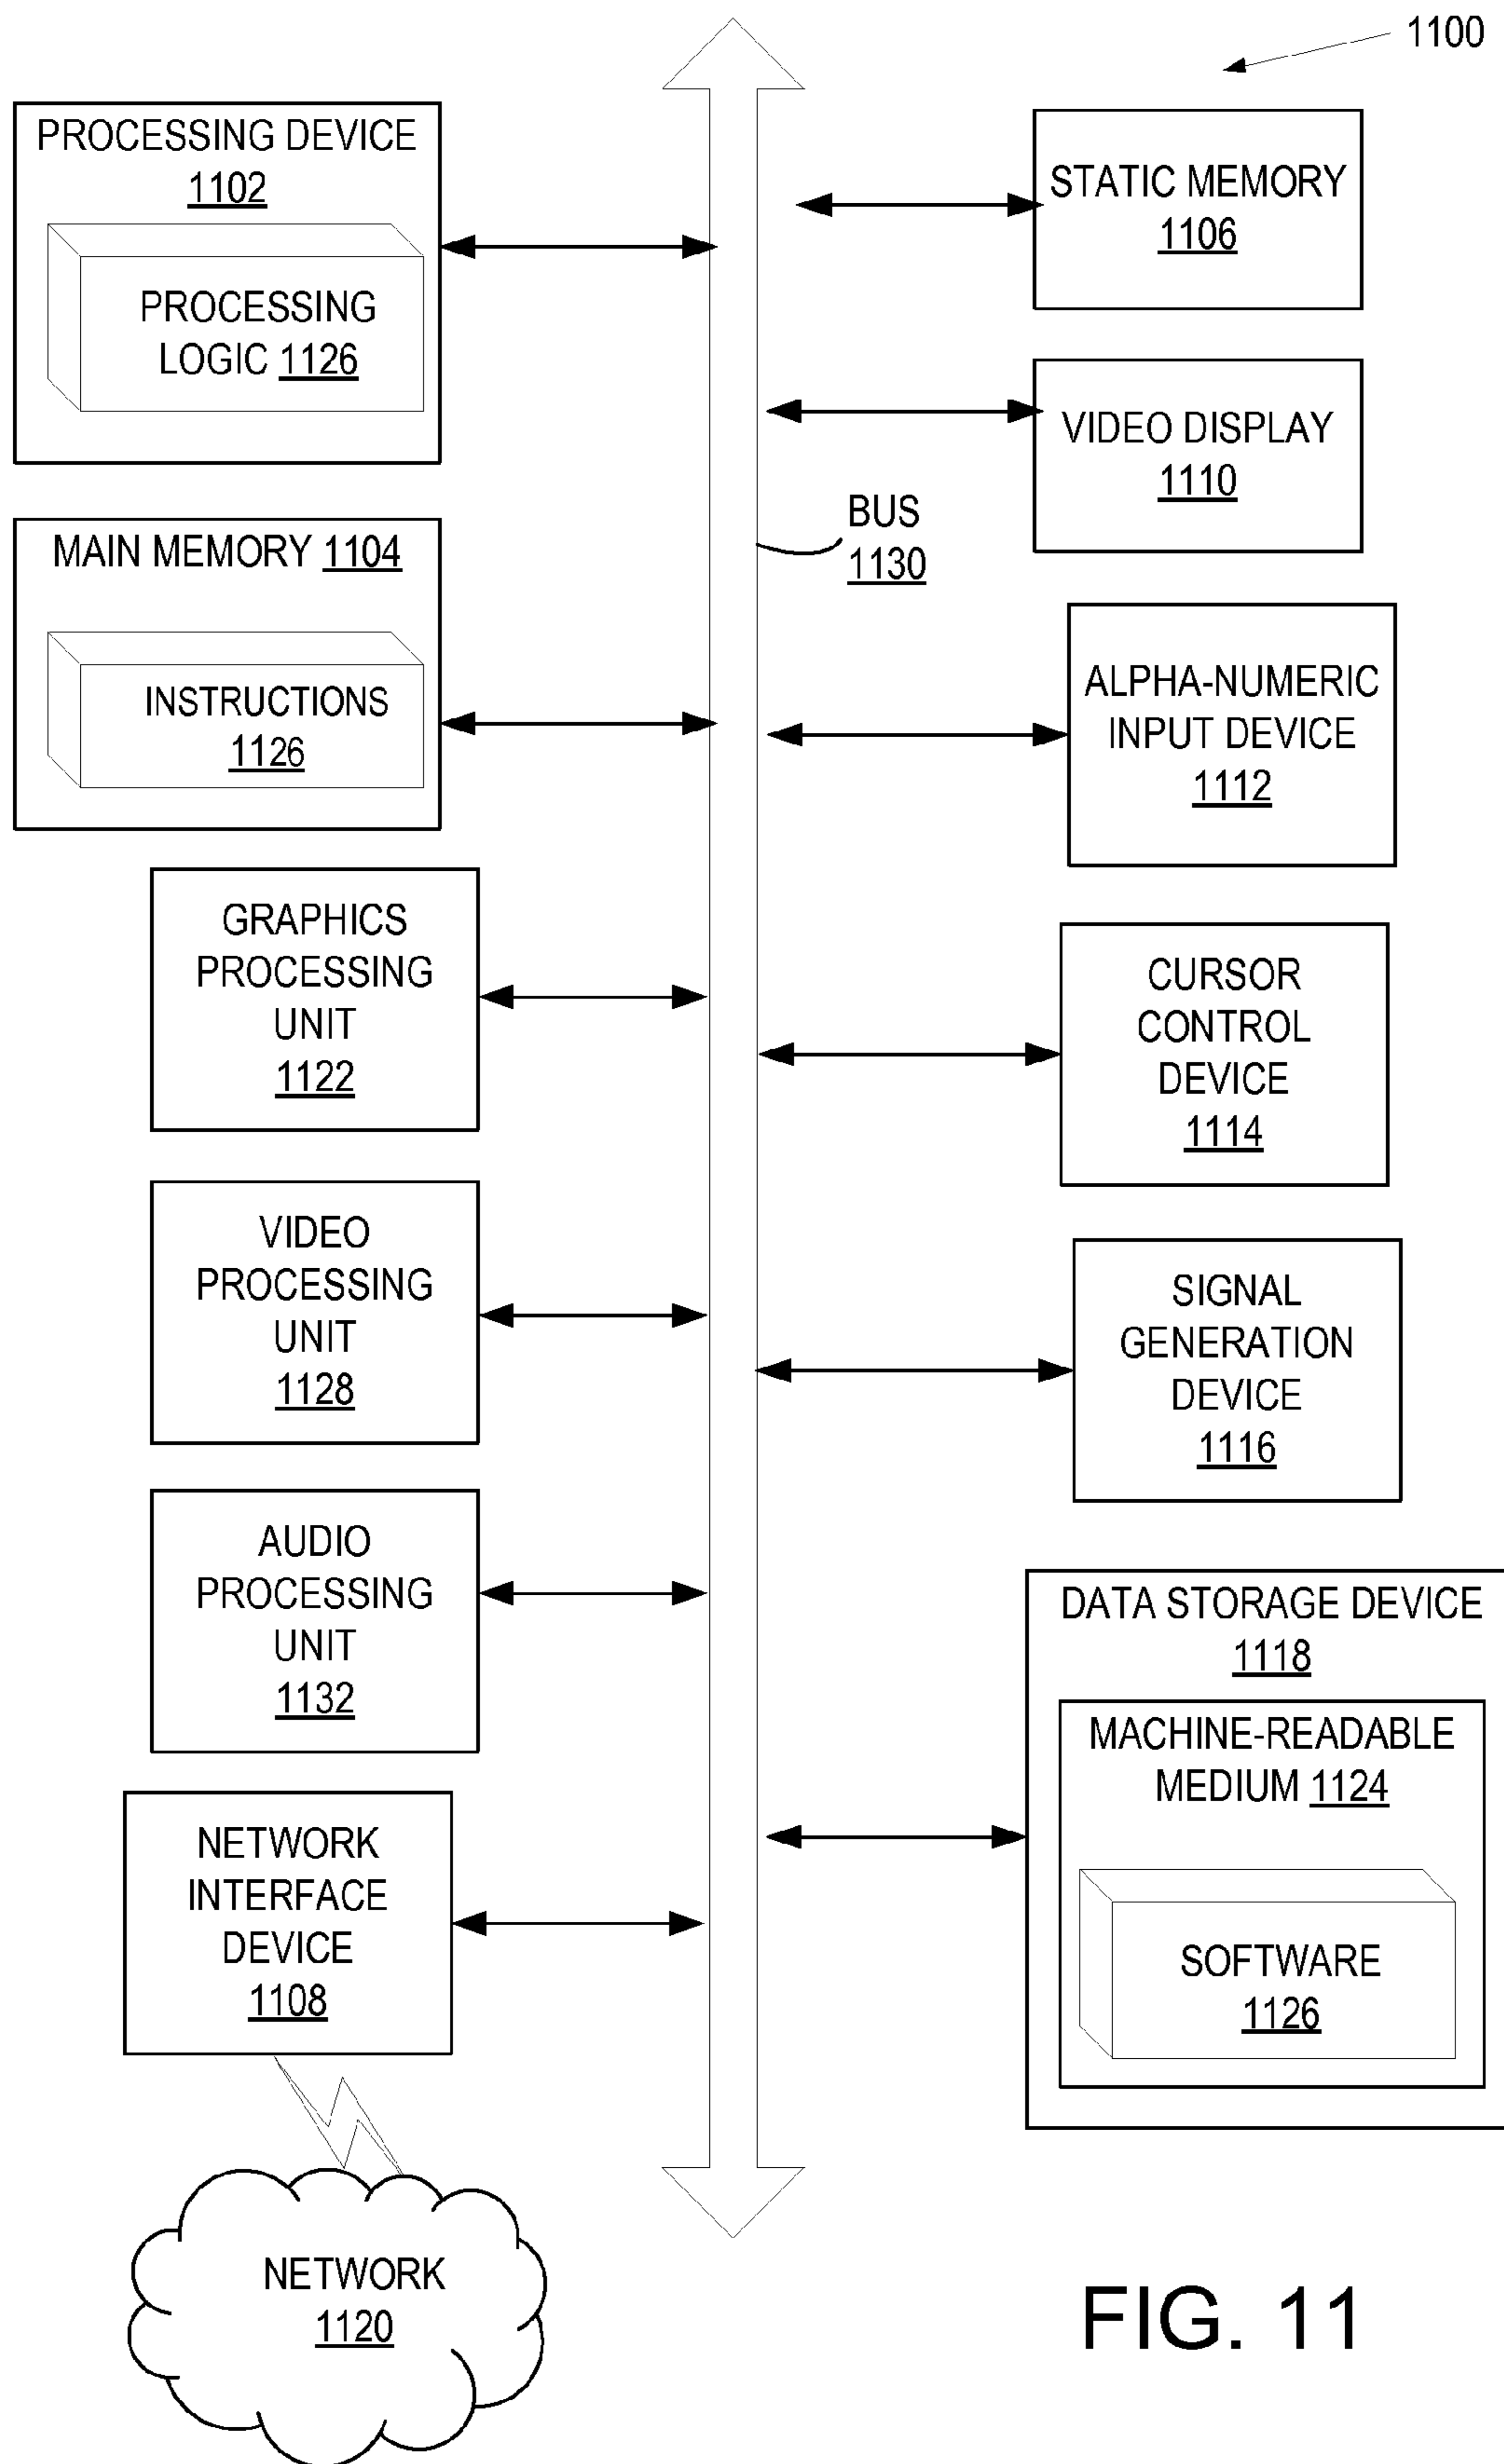 1100
PROCESSING DEVICE
1102
PROCESSING
LOGIC 1126
MAIN MEMORY 1104
INSTRUCTIONS
1126
GRAPHICS
PROCESSING
UNIT
1122
VIDEO
PROCESSING
UNIT
1128
AUDIO
PROCESSING
UNIT
1132
NETWORK
INTERFACE
DEVICE
1108
NETWORK
1120
BUS
1130
STATIC MEMORY
1106
VIDEO DISPLAY
1110
ALPHA-NUMERIC
INPUT DEVICE
1112
CURSOR
CONTROL
DEVICE
1114
SIGNAL
GENERATION
DEVICE
1116
DATA STORAGE DEVICE
1118
MACHINE-READABLE
MEDIUM 1124
SOFTWARE
1126
FIG. 11